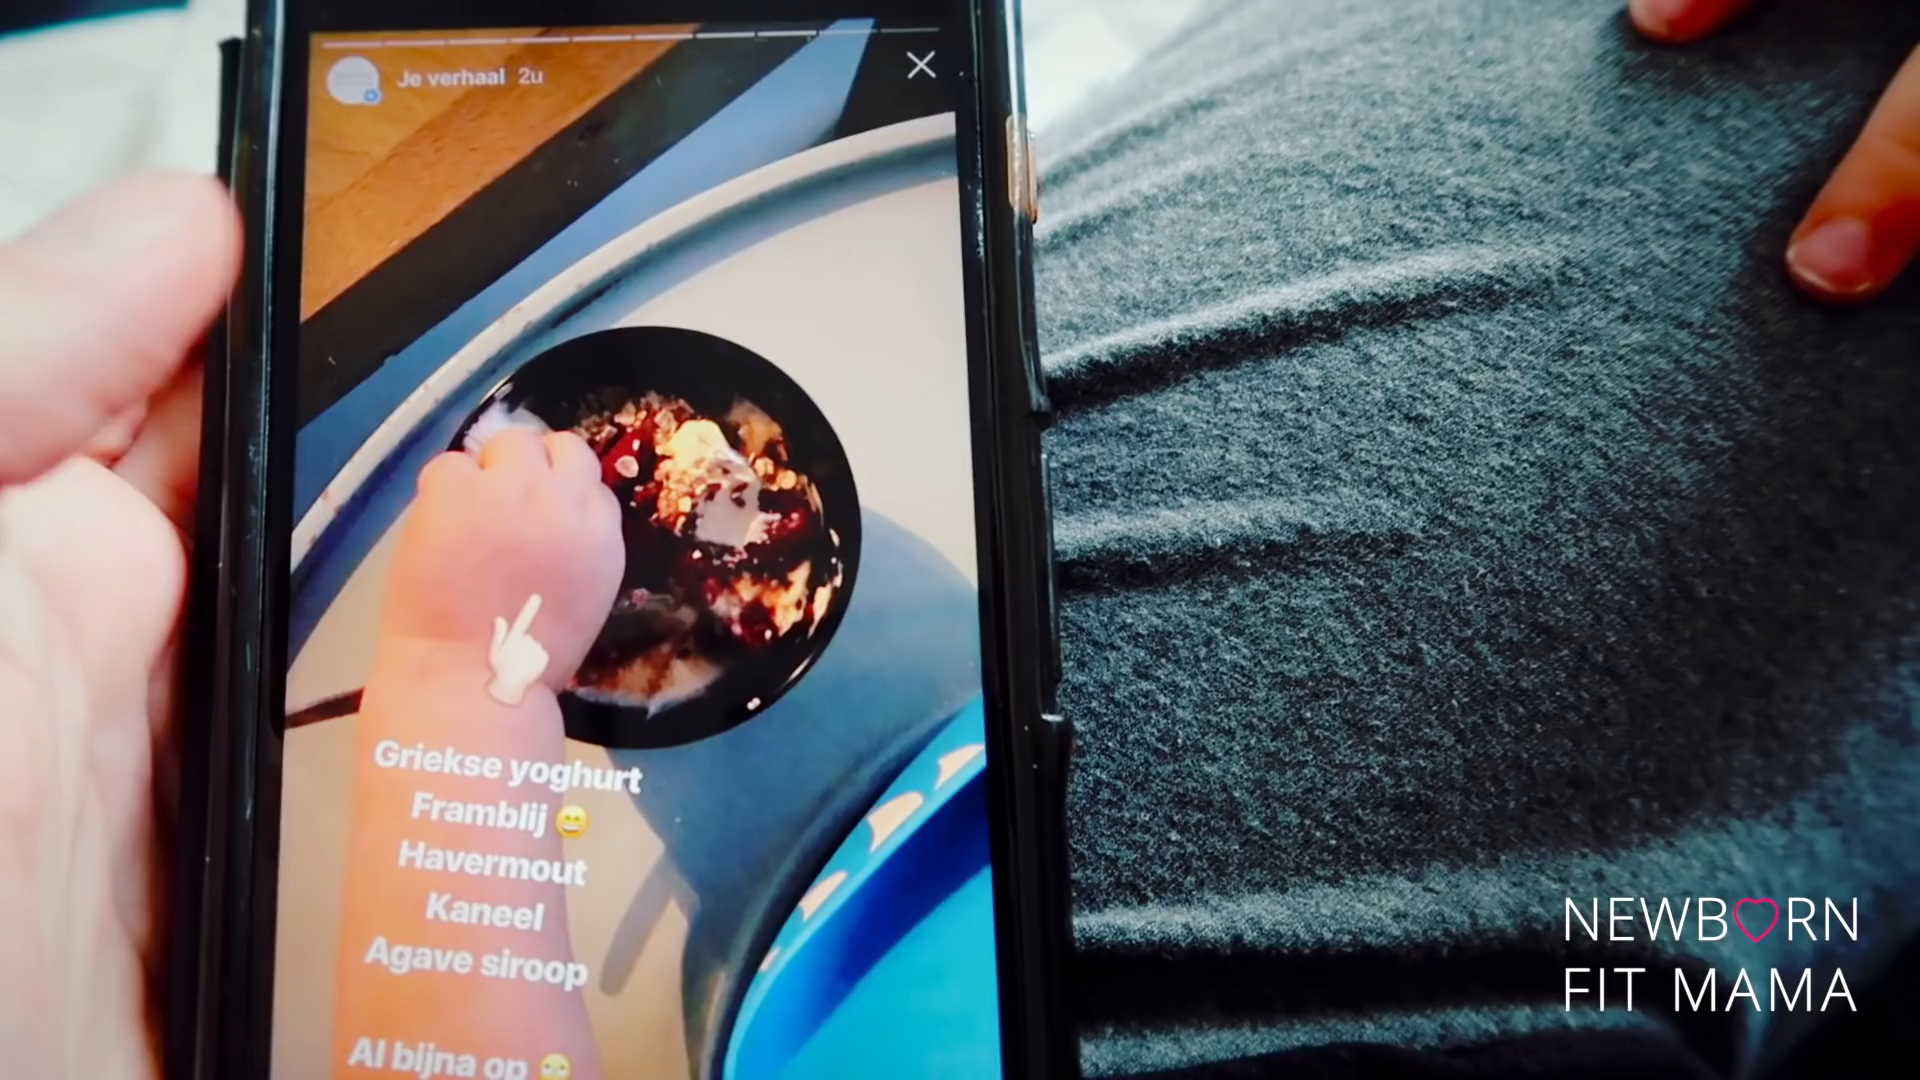 Je verhaal 2u
Griekse yoghurt
Framblij 😄
Havermout
Kaneel
Agave siroop
Al bijna op 🙄
NEWBORN
FIT MAMA